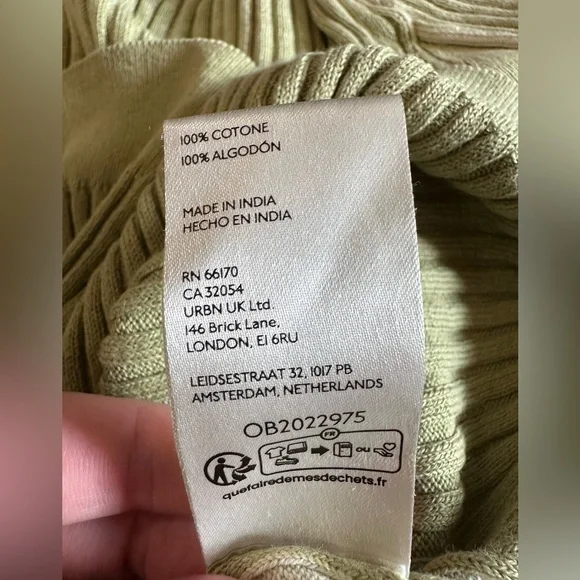 100% COTONE
100% ALGODÓN
MADE IN INDIA
HECHO EN INDIA
RN 66170
CA 32054
URBN UK Ltd.
146 Brick Lane,
LONDON, E1 6RU
LEIDSESTRAAT 32, 1017 PB
AMSTERDAM, NETHERLANDS
OB2022975
FR
OU
quefairedemesdechets.fr